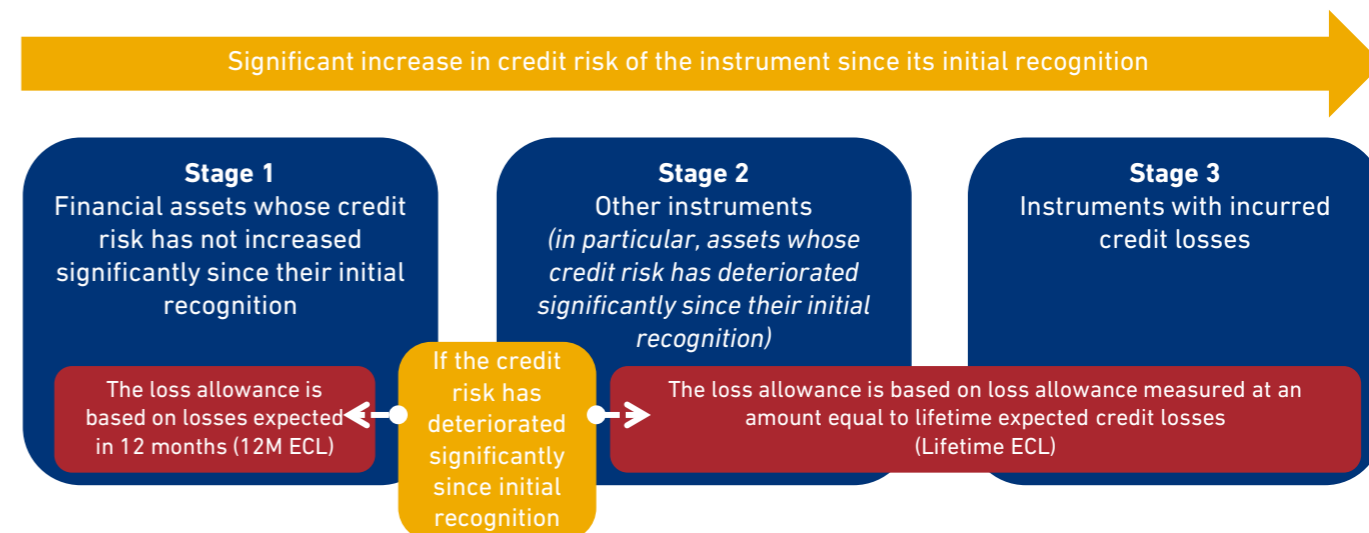 Significant increase in credit risk of the instrument since its initial recognition
Stage 1
Financial assets whose credit
risk has not increased
significantly since their initial
recognition
Stage 2
Other instruments
(in particular, assets whose
credit risk has deteriorated
significantly since their initial
recognition)
Stage 3
Instruments with incurred
credit losses
The loss allowance is
based on losses expected
in 12 months (12M ECL)
If the credit
risk has
deteriorated
significantly
since initial
recognition
The loss allowance is based on loss allowance measured at an
amount equal to lifetime expected credit losses
(Lifetime ECL)